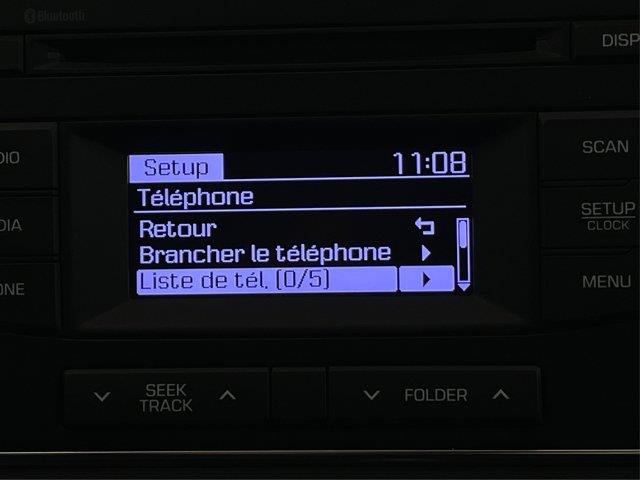 Bluetooth
DISP
Setup 11:08
Téléphone
Retour
Brancher le téléphone
Liste de tél. (0/5)
DIO
DIA
ONE
SCAN
SETUP
CLOCK
MENU
SEEK
TRACK
FOLDER